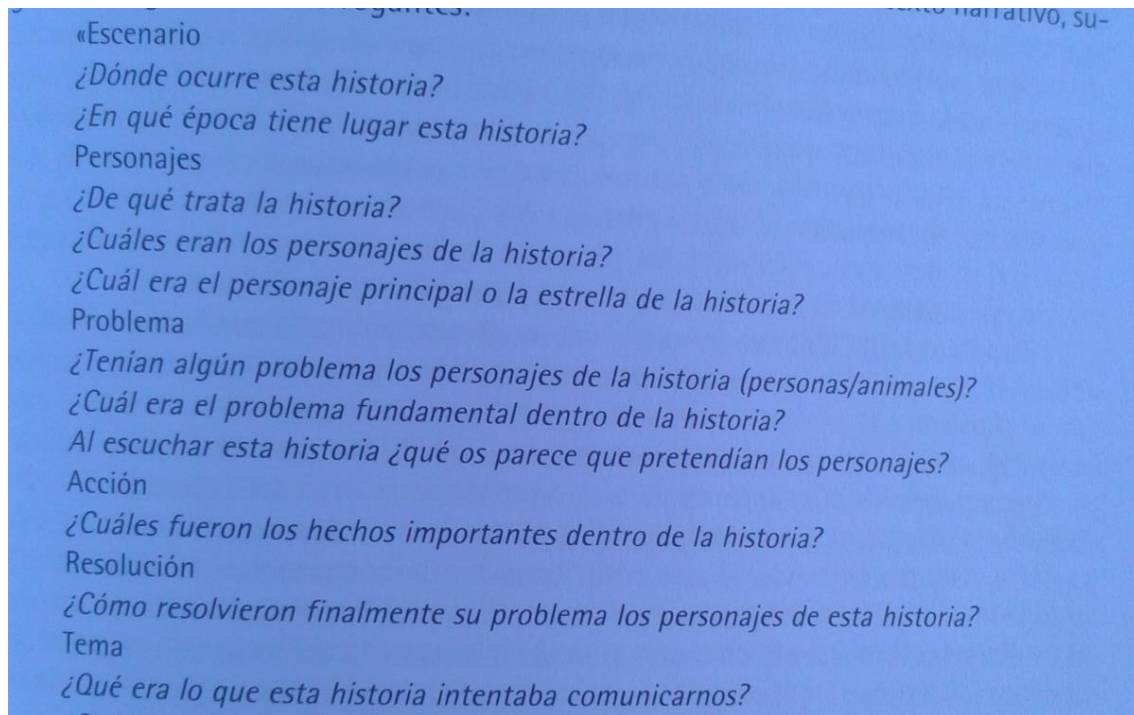 narrativo, su-
«Escenario
¿Dónde ocurre esta historia?
¿En qué época tiene lugar esta historia?
Personajes
¿De qué trata la historia?
¿Cuáles eran los personajes de la historia?
¿Cuál era el personaje principal o la estrella de la historia?
Problema
¿Tenían algún problema los personajes de la historia (personas/animales)?
¿Cuál era el problema fundamental dentro de la historia?
Al escuchar esta historia ¿qué os parece que pretendían los personajes?
Acción
¿Cuáles fueron los hechos importantes dentro de la historia?
Resolución
¿Cómo resolvieron finalmente su problema los personajes de esta historia?
Tema
¿Qué era lo que esta historia intentaba comunicarnos?